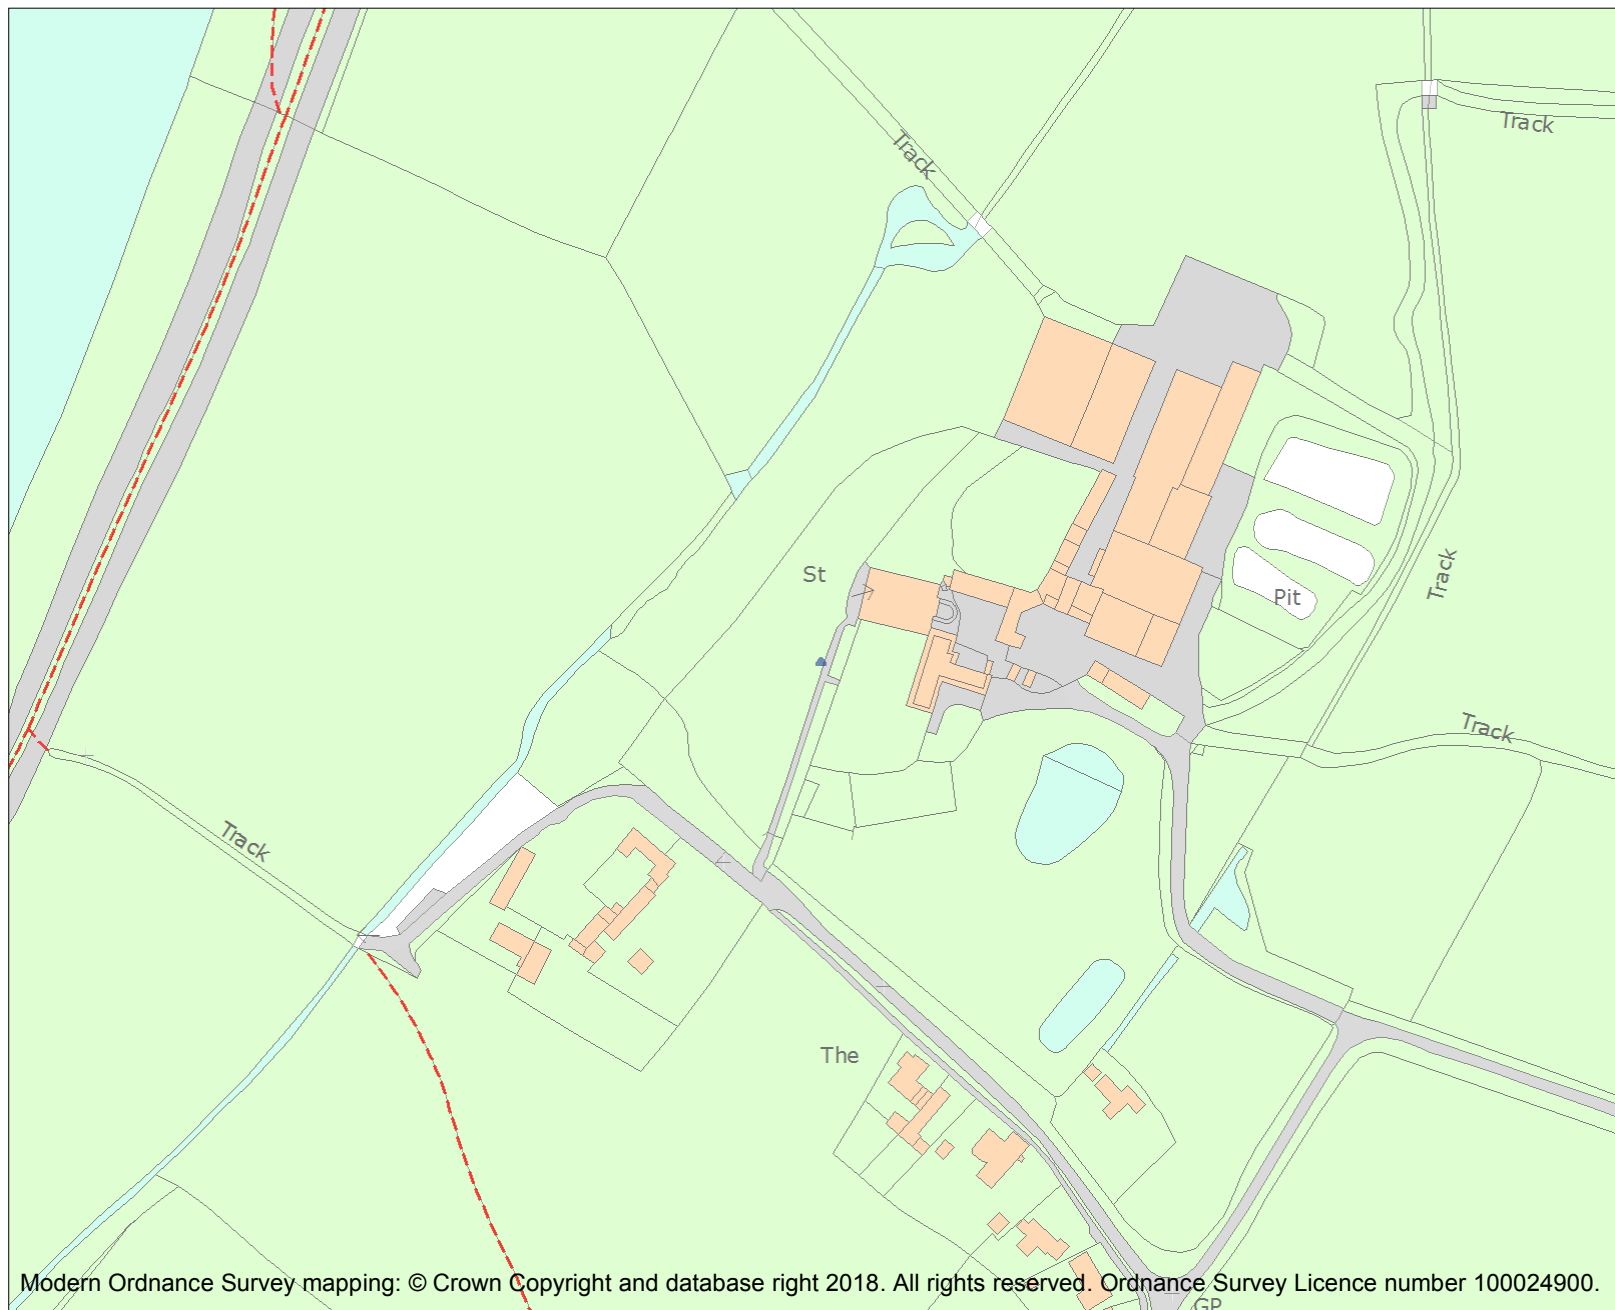 Track
Track
St
Track
Pit
Track
Track
The
Modern Ordnance Survey mapping: © Crown Copyright and database right 2018. All rights reserved. Ordnance Survey Licence number 100024900.
GP